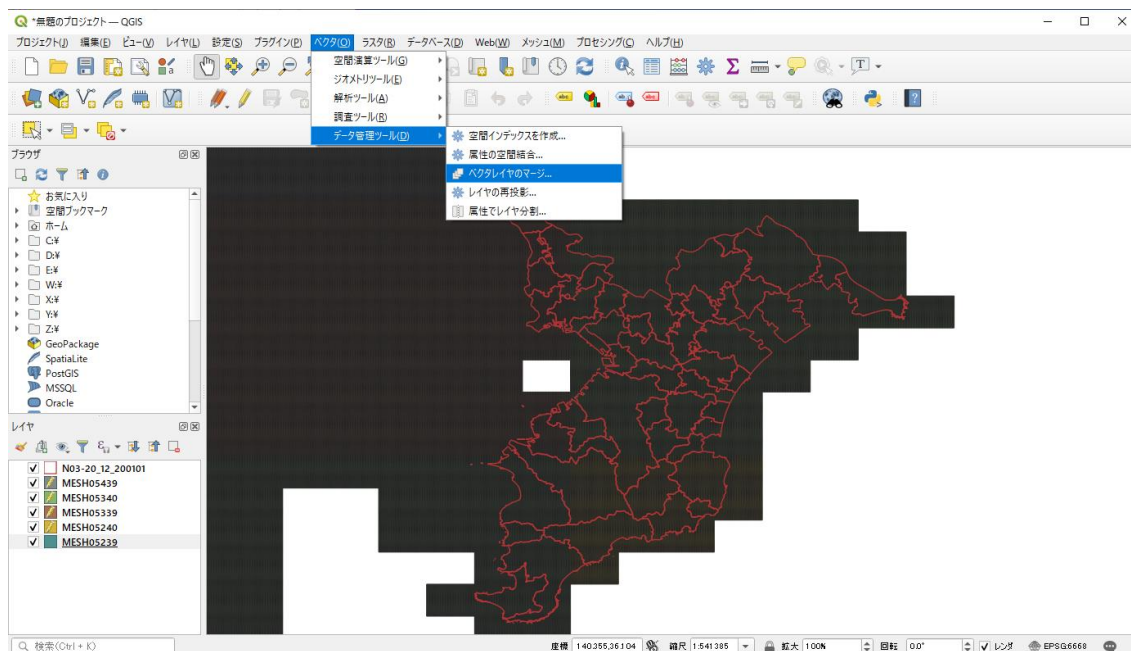 *無題のプロジェクト — QGIS
プロジェクト(J) 編集(E) ビュー(V) レイヤ(L) 設定(S) プラグイン(P) ベクタ(O) ラスタ(R) データベース(D) Web(W) メッシュ(M) プロセシング(C) ヘルプ(H)
空間演算ツール(G)
ジオメトリツール(E)
解析ツール(A)
調査ツール(R)
データ管理ツール(D)
空間インデックスを作成...
属性の空間結合...
ベクタレイヤのマージ...
レイヤの再投影...
属性でレイヤ分割...
ブラウザ
お気に入り
空間ブックマーク
ホーム
C:¥
D:¥
E:¥
W:¥
X:¥
Y:¥
Z:¥
GeoPackage
SpatiaLite
PostGIS
MSSQL
Oracle
レイヤ
N03-20_12_200101
MESH05439
MESH05340
MESH05339
MESH05240
MESH05239
検索(Ctrl + K)
座標 140.355,36.104 縮尺 1:541385 拡大 100% 回転 0.0° レンダ EPSG:6668